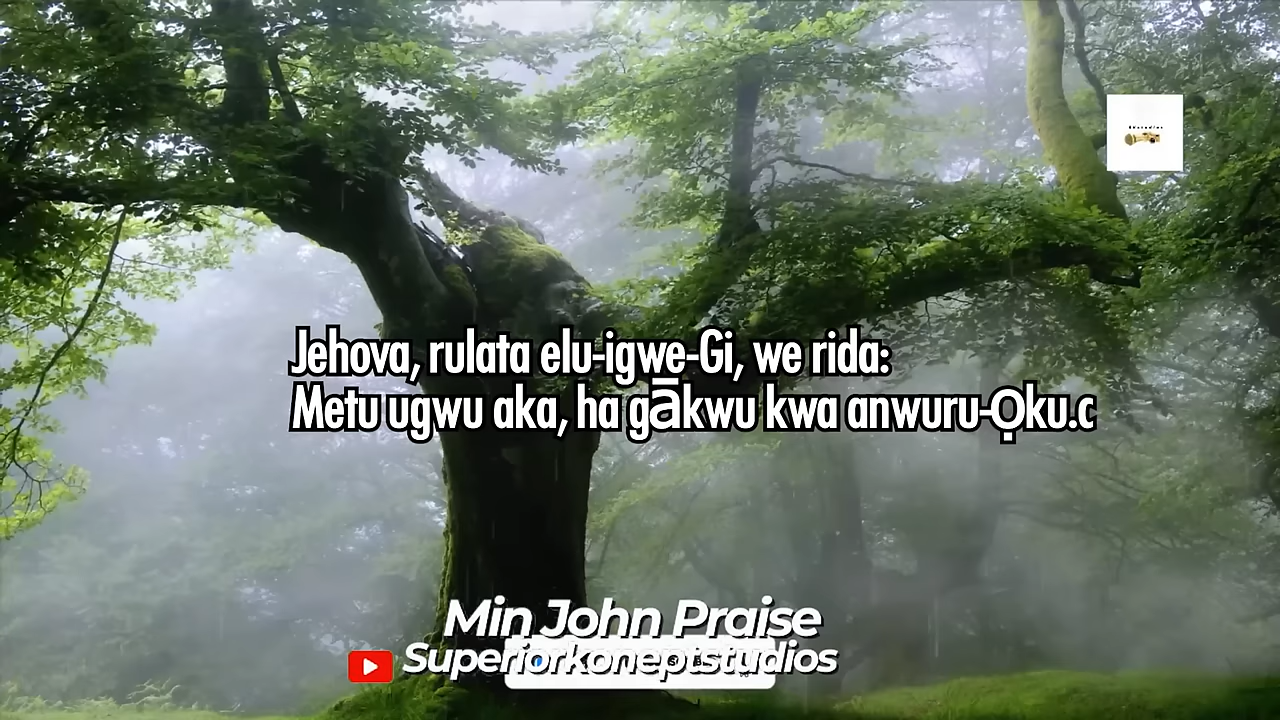 Jehova, rulata elu-igwe-Gi, we rida:
Metu ugwu aka, ha gākwu kwa anwuru-ọku.c
Min John Praise
Superiorkoneptstudios